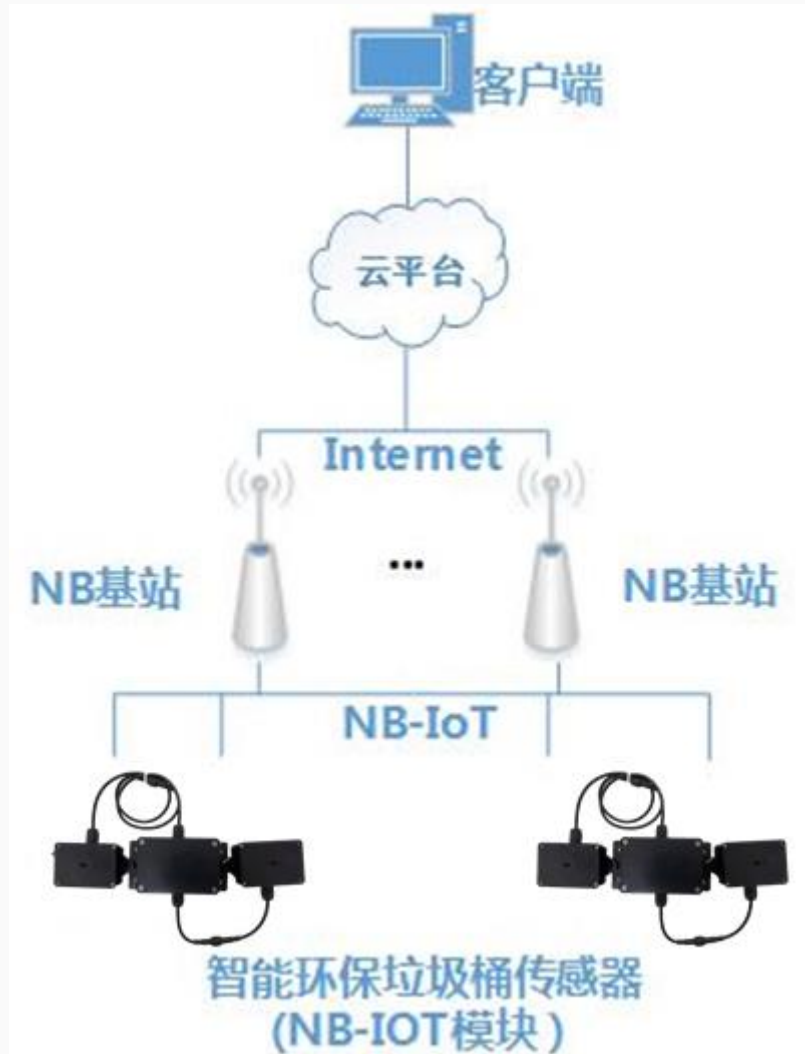 客户端
云平台
Internet
NB基站
...
NB基站
NB-IoT
智能环保垃圾桶传感器
(NB-IOT模块)